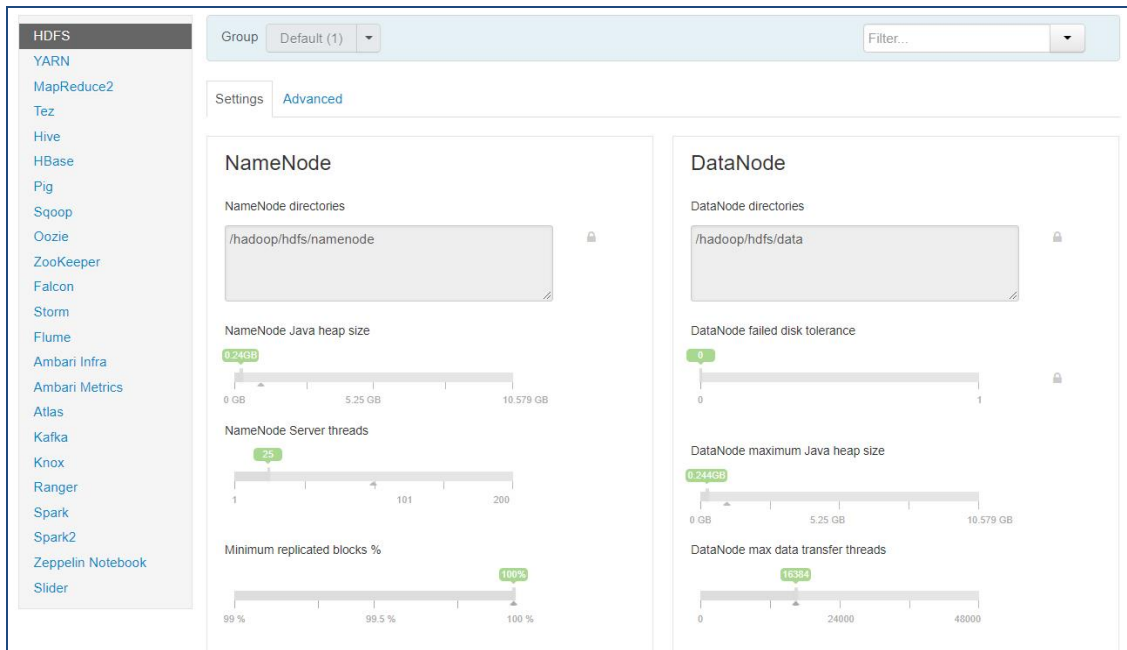 HDFS
YARN
MapReduce2
Tez
Hive
HBase
Pig
Sqoop
Oozie
ZooKeeper
Falcon
Storm
Flume
Ambari Infra
Ambari Metrics
Atlas
Kafka
Knox
Ranger
Spark
Spark2
Zeppelin Notebook
Slider
Group Default (1) Filter...
Settings Advanced
NameNode
NameNode directories
/hadoop/hdfs/namenode
NameNode Java heap size
0.24GB
0 GB 5.25 GB 10.579 GB
NameNode Server threads
25
1 101 200
Minimum replicated blocks %
100%
99 % 99.5 % 100 %
DataNode
DataNode directories
/hadoop/hdfs/data
DataNode failed disk tolerance
0
0 1
DataNode maximum Java heap size
0.244GB
0 GB 5.25 GB 10.579 GB
DataNode max data transfer threads
16384
0 24000 48000